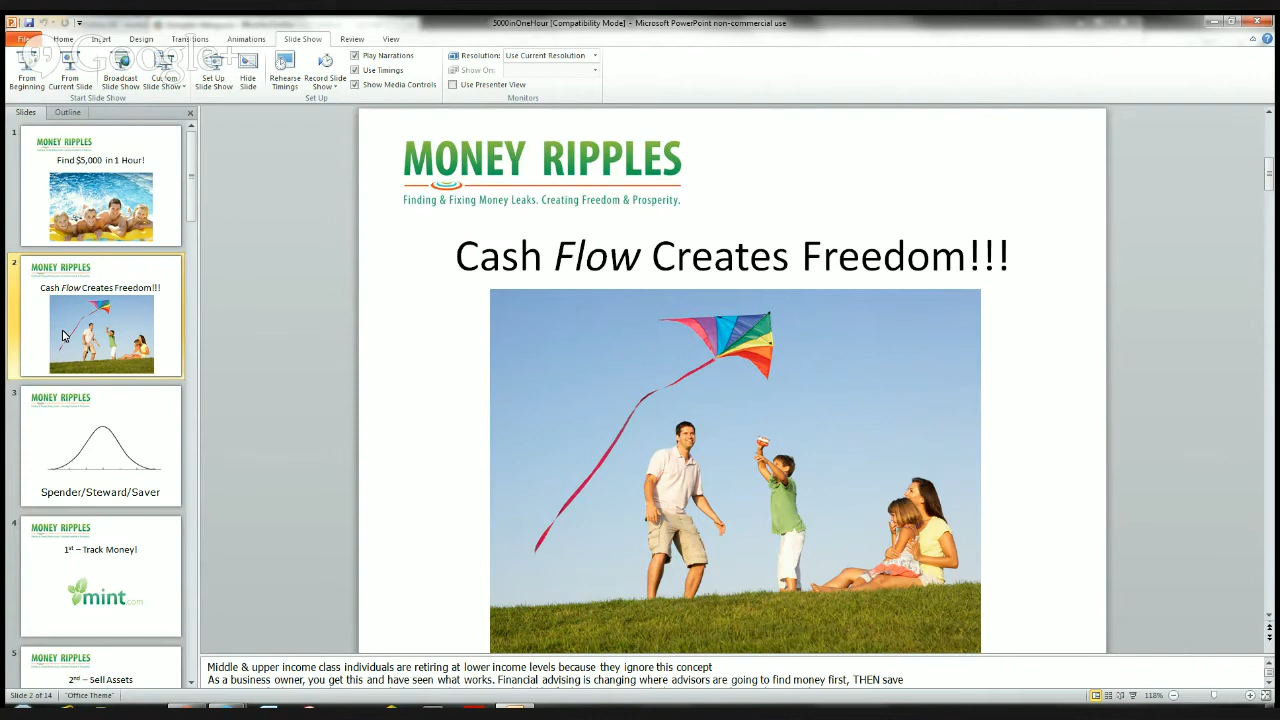 5000inOneHour [Compatibility Mode] - Microsoft PowerPoint non-commercial use
File Home Insert Design Transitions Animations Slide Show Review View
Google+
From Beginning
From Current Slide
Broadcast Slide Show
Custom Slide Show
Set Up Slide Show
Hide Slide
Rehearse Timings
Record Slide Show
Play Narrations
Use Timings
Show Media Controls
Resolution: Use Current Resolution
Show On:
Use Presenter View
Start Slide Show
Set Up
Monitors
Slides Outline
1
MONEY RIPPLES
Find $5,000 in 1 Hour!
2
MONEY RIPPLES
Cash Flow Creates Freedom!!!
3
MONEY RIPPLES
Spender/Steward/Saver
4
MONEY RIPPLES
1st – Track Money!
mint.com
5
MONEY RIPPLES
2nd – Sell Assets
MONEY RIPPLES
Finding & Fixing Money Leaks. Creating Freedom & Prosperity.
Cash Flow Creates Freedom!!!
Middle & upper income class individuals are retiring at lower income levels because they ignore this concept
As a business owner, you get this and have seen what works. Financial advising is changing where advisors are going to find money first, THEN save
Slide 2 of 14 "Office Theme" 118%